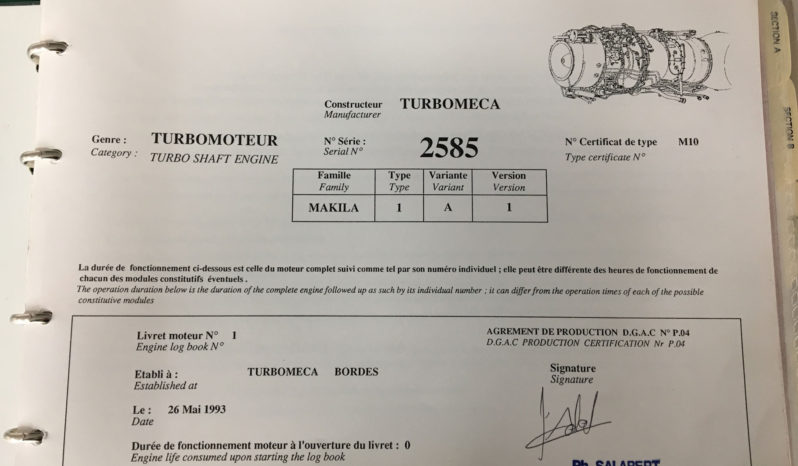 SECTION A
SECTION B
Constructeur TURBOMECA
Manufacturer
Genre : TURBOMOTEUR N° Série : 2585 N° Certificat de type M10
Category : TURBO SHAFT ENGINE Serial N° Type certificate N°
Famille Type Variante Version
Family Type Variant Version
MAKILA 1 A 1
La durée de fonctionnement ci-dessous est celle du moteur complet suivi comme tel par son numéro individuel ; elle peut être différente des heures de fonctionnement de
chacun des modules constitutifs éventuels .
The operation duration below is the duration of the complete engine followed up as such by its individual number ; it can differ from the operation times of each of the possible
constitutive modules
Livret moteur N° 1 AGREMENT DE PRODUCTION D.G.A.C N° P.04
Engine log book N° D.G.A.C PRODUCTION CERTIFICATION Nr P.04
Etabli à : TURBOMECA BORDES Signature
Established at Signature
Le : 26 Mai 1993
Date
Durée de fonctionnement moteur à l'ouverture du livret : 0
Engine life consumed upon starting the log book
Ph. SALABERT